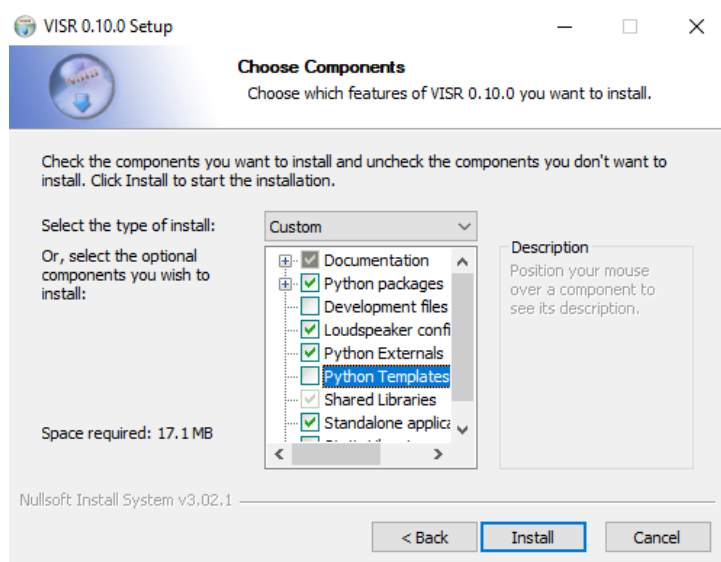 VISR 0.10.0 Setup
Choose Components
Choose which features of VISR 0.10.0 you want to install.
Check the components you want to install and uncheck the components you don't want to
install. Click Install to start the installation.
Select the type of install:
Custom
Or, select the optional
components you wish to
install:
Documentation
Python packages
Development files
Loudspeaker confi
Python Externals
Python Templates
Shared Libraries
Standalone applica
Description
Position your mouse
over a component to
see its description.
Space required: 17.1 MB
Nullsoft Install System v3.02.1
< Back
Install
Cancel